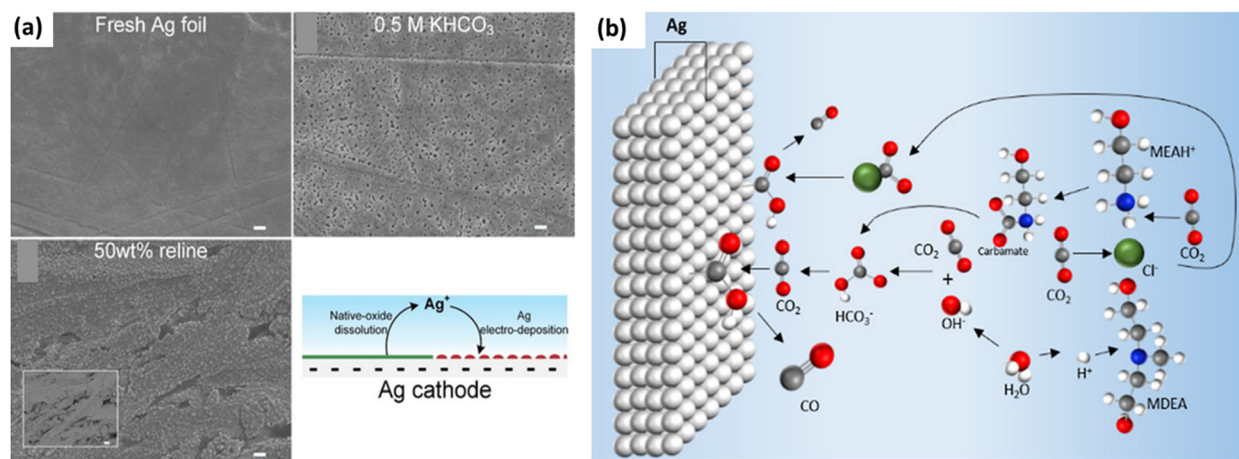 (a)
Fresh Ag foil
0.5 M KHCO₃
50wt% reline
Native-oxide
dissolution
Ag⁺
Ag
electro-deposition
Ag cathode
(b)
Ag
MEAH⁺
CO₂
Carbamate
CO₂
CO₂
Cl⁻
CO₂
HCO₃⁻
+
OH⁻
CO
H₂O
H⁺
MDEA